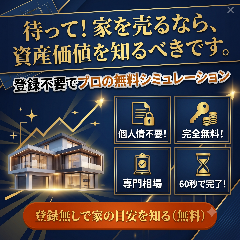 待って！家を売るなら、
資産価値を知るべきです。
登録不要でプロの無料シミュレーション
個人情不要!
完全無料!
専門相場
60秒で完了!
登録無しで家の目安を知る(無料)